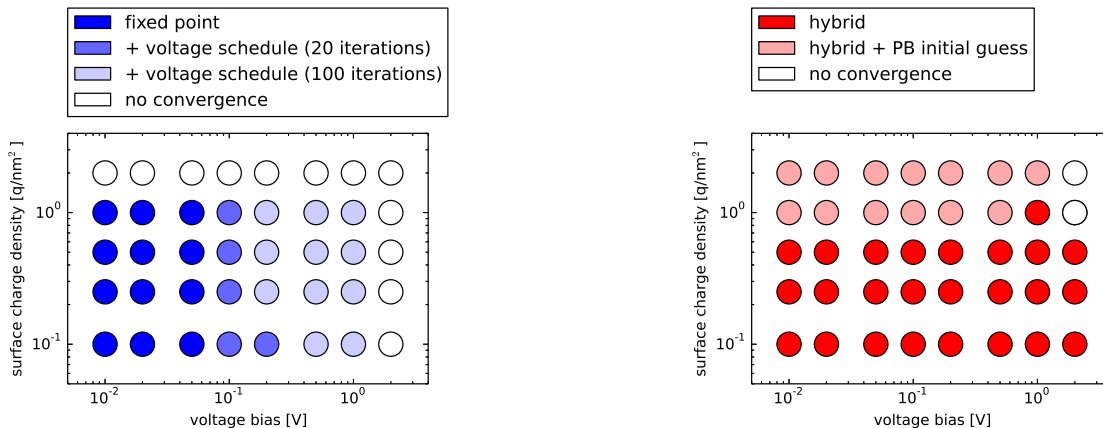 fixed point
+ voltage schedule (20 iterations)
+ voltage schedule (100 iterations)
no convergence
10⁰
10⁻¹
surface charge density [q/nm²]
10⁻² 10⁻¹ 10⁰
voltage bias [V]
hybrid
hybrid + PB initial guess
no convergence
10⁰
10⁻¹
surface charge density [q/nm²]
10⁻² 10⁻¹ 10⁰
voltage bias [V]